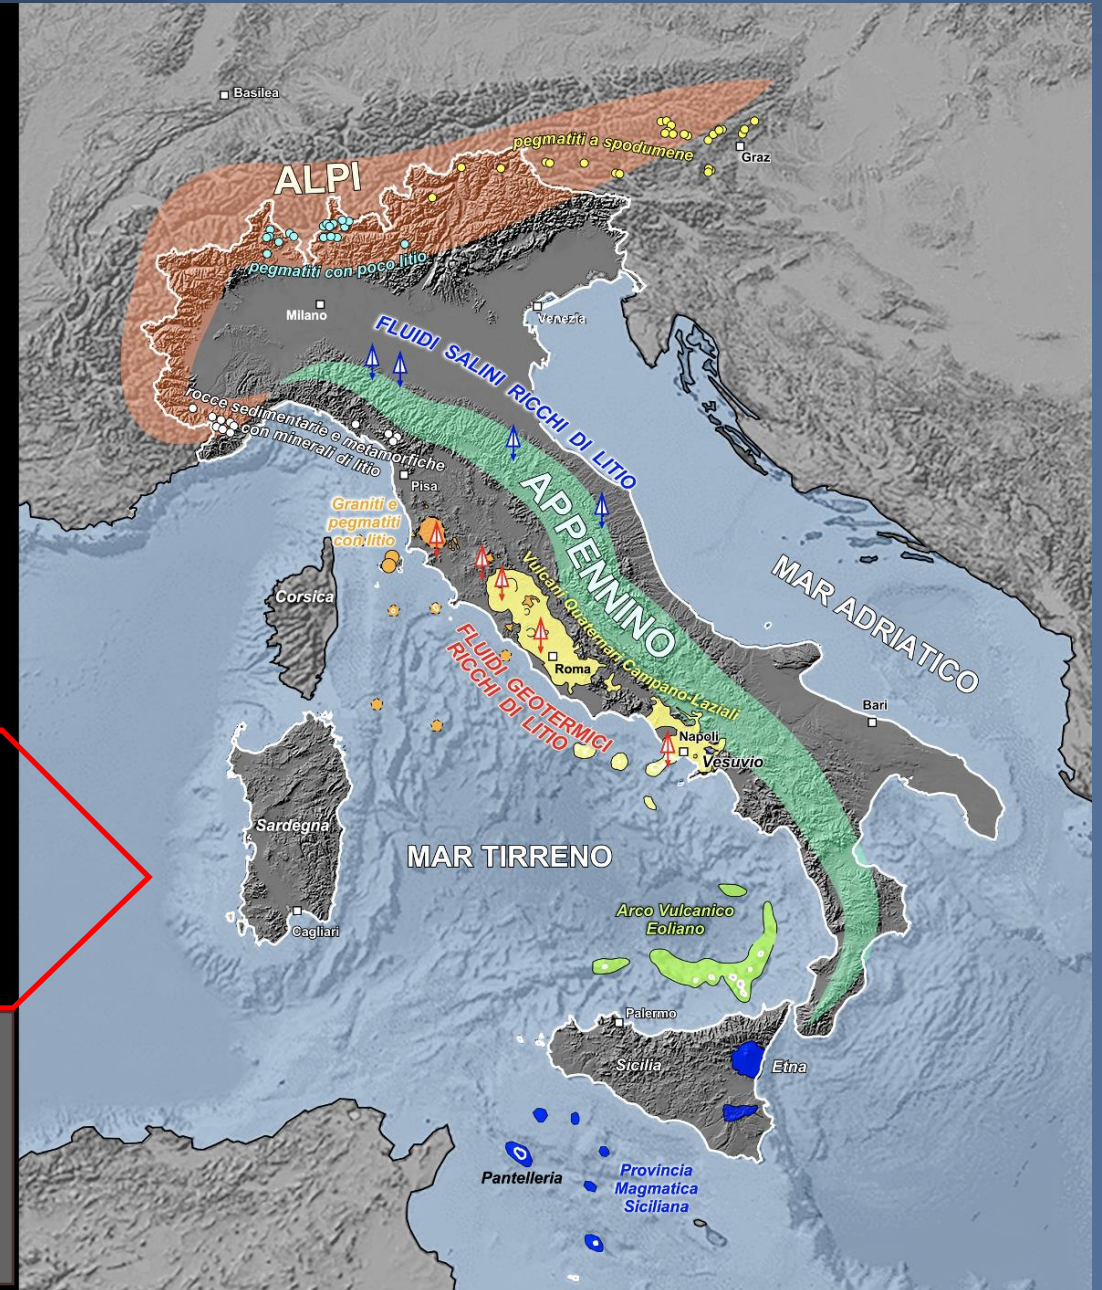 Basilea
pegmatiti a spodumene
Graz
ALPI
pegmatiti con poco litio
Milano
Venezia
FLUIDI SALINI RICCHI DI LITIO
rocce sedimentarie e metamorfiche
con minerali di litio
Pisa
Graniti e
pegmatiti
con litio
APPENNINO
Corsica
Vulcani Quaternari Campano-Laziali
MAR ADRIATICO
FLUIDI GEOTERMICI
RICCHI DI LITIO
Roma
Bari
Napoli
Vesuvio
Sardegna
MAR TIRRENO
Cagliari
Arco Vulcanico
Eoliano
Palermo
Sicilia
Etna
Pantelleria
Provincia
Magmatica
Siciliana